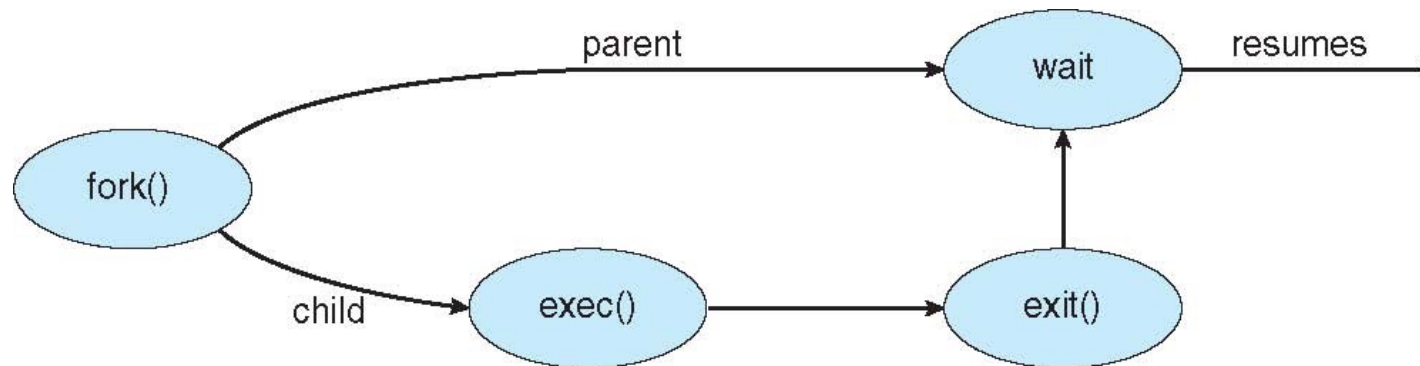 parent
wait
resumes
fork()
child
exec()
exit()